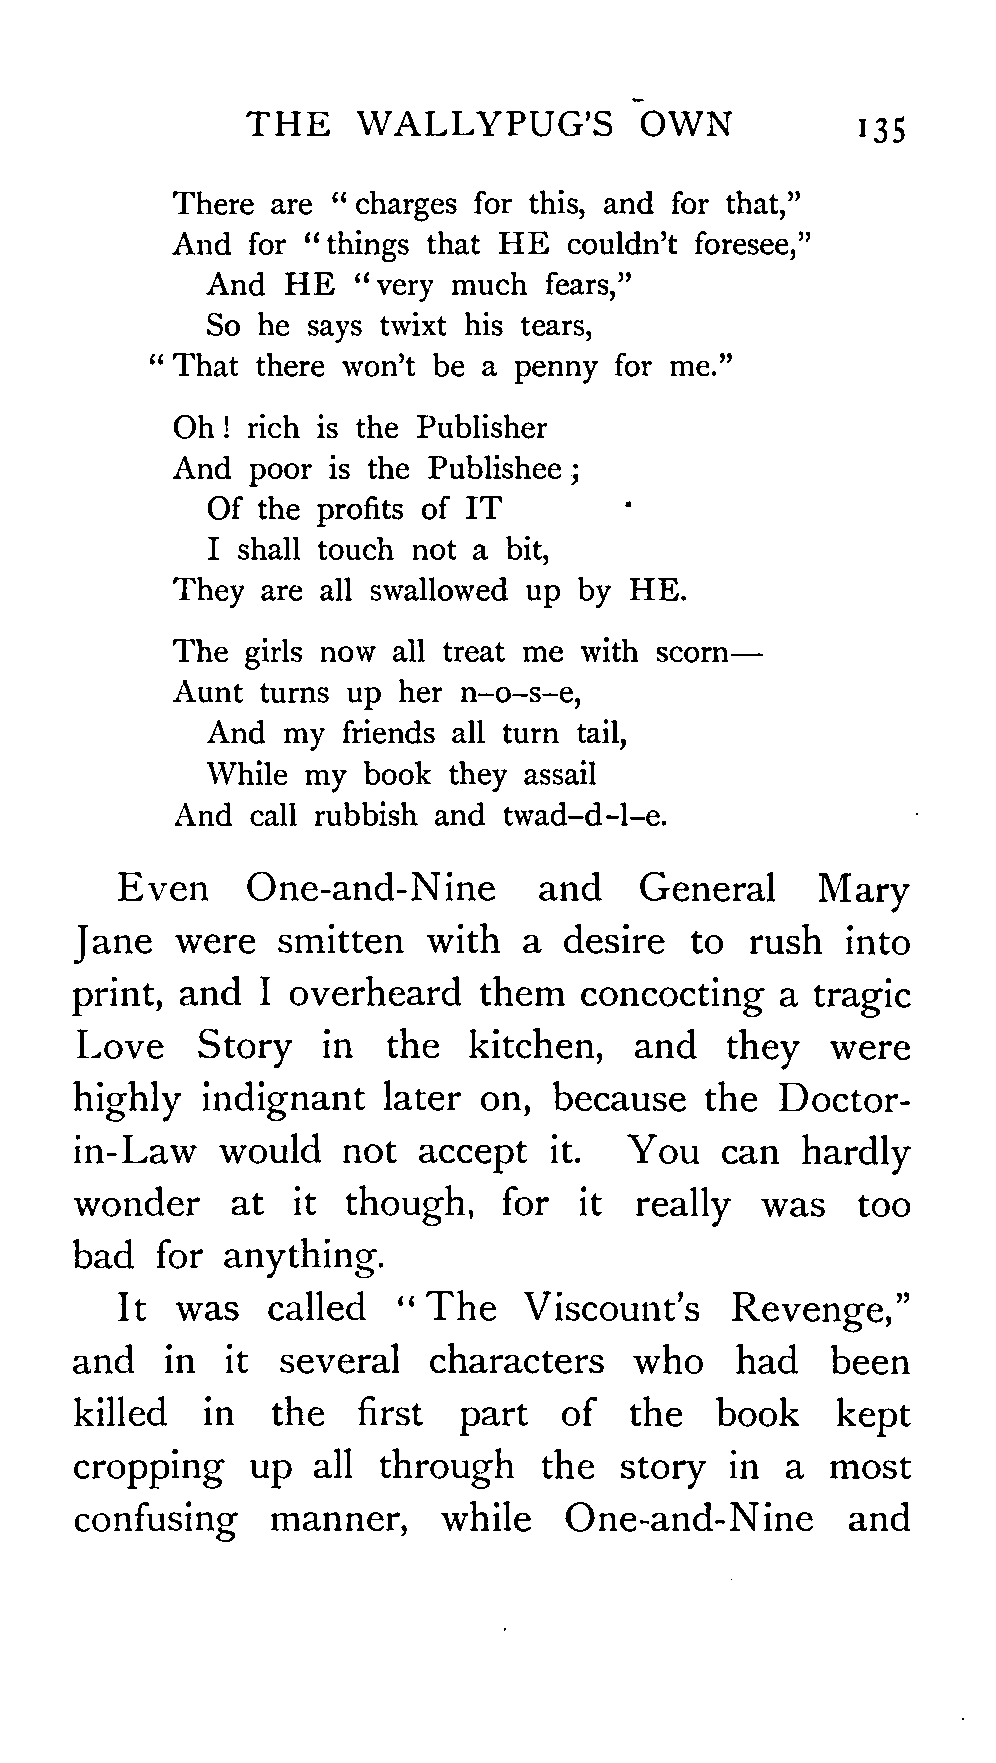 THE WALLYPUG'S OWN 135
There are " charges for this, and for that,"
And for " things that HE couldn't foresee,"
And HE " very much fears,"
So he says twixt his tears,
" That there won't be a penny for me."
Oh ! rich is the Publisher
And poor is the Publishee ;
Of the profits of IT
I shall touch not a bit,
They are all swallowed up by HE.
The girls now all treat me with scorn—
Aunt turns up her n–o–s–e,
And my friends all turn tail,
While my book they assail
And call rubbish and twad–d–l–e.
Even One-and-Nine and General Mary
Jane were smitten with a desire to rush into
print, and I overheard them concocting a tragic
Love Story in the kitchen, and they were
highly indignant later on, because the Doctor-
in-Law would not accept it. You can hardly
wonder at it though, for it really was too
bad for anything.
It was called " The Viscount's Revenge,"
and in it several characters who had been
killed in the first part of the book kept
cropping up all through the story in a most
confusing manner, while One-and-Nine and